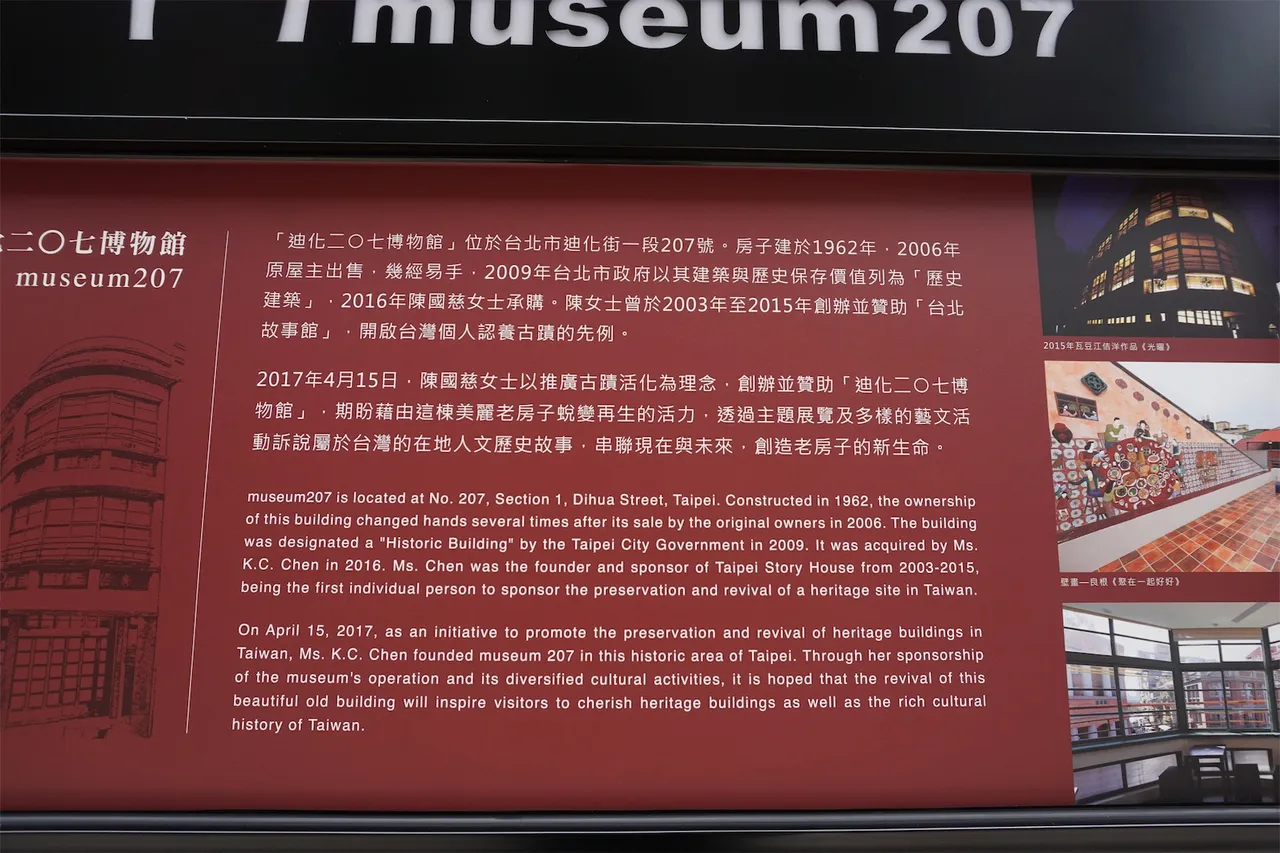 museum207
二〇七博物館
museum207
「迪化二〇七博物館」位於台北市迪化街一段207號。房子建於1962年，2006年
原屋主出售，幾經易手，2009年台北市政府以其建築與歷史保存價值列為「歷史
建築」，2016年陳國慈女士承購。陳女士曾於2003年至2015年創辦並贊助「台北
故事館」，開啟台灣個人認養古蹟的先例。
2017年4月15日，陳國慈女士以推廣古蹟活化為理念，創辦並贊助「迪化二〇七博
物館」，期盼藉由這棟美麗老房子蛻變再生的活力，透過主題展覽及多樣的藝文活
動訴說屬於台灣的在地人文歷史故事，串聯現在與未來，創造老房子的新生命。
museum207 is located at No. 207, Section 1, Dihua Street, Taipei. Constructed in 1962, the ownership
of this building changed hands several times after its sale by the original owners in 2006. The building
was designated a "Historic Building" by the Taipei City Government in 2009. It was acquired by Ms.
K.C. Chen in 2016. Ms. Chen was the founder and sponsor of Taipei Story House from 2003-2015,
being the first individual person to sponsor the preservation and revival of a heritage site in Taiwan.
On April 15, 2017, as an initiative to promote the preservation and revival of heritage buildings in
Taiwan, Ms. K.C. Chen founded museum 207 in this historic area of Taipei. Through her sponsorship
of the museum's operation and its diversified cultural activities, it is hoped that the revival of this
beautiful old building will inspire visitors to cherish heritage buildings as well as the rich cultural
history of Taiwan.
2015年瓦豆江佶洋作品《光曜》
壁畫—良根《聚在一起好好》